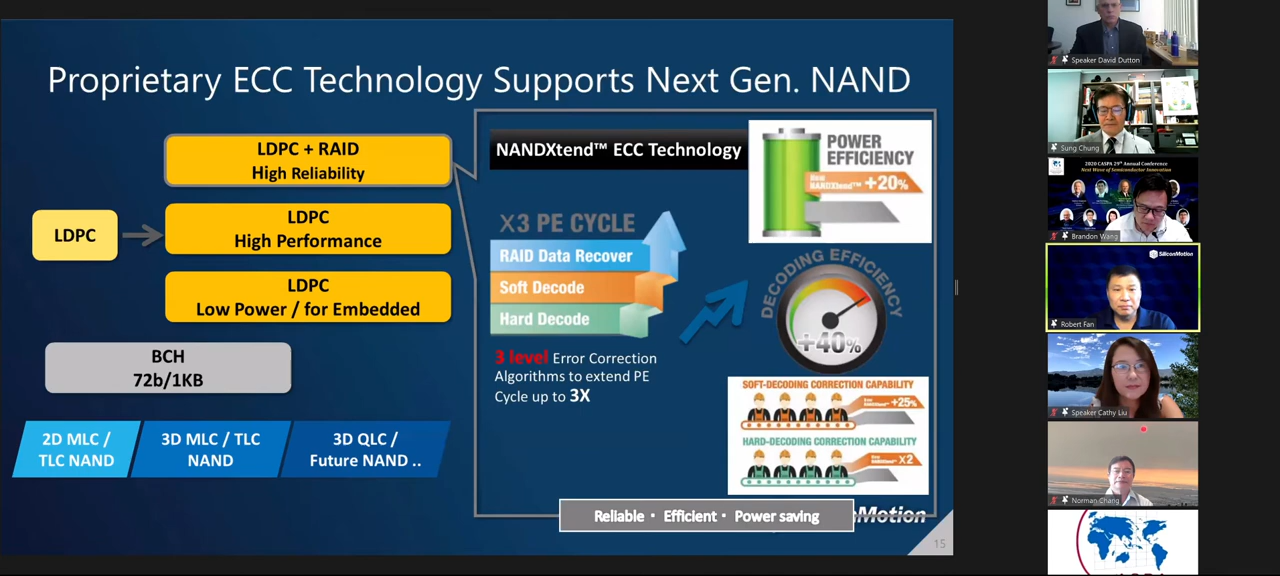 Proprietary ECC Technology Supports Next Gen. NAND
LDPC
LDPC + RAID
High Reliability
LDPC
High Performance
LDPC
Low Power / for Embedded
BCH
72b/1KB
2D MLC /
TLC NAND
3D MLC / TLC
NAND
3D QLC /
Future NAND ..
NANDXtend™ ECC Technology
X3 PE CYCLE
RAID Data Recover
Soft Decode
Hard Decode
3 level Error Correction
Algorithms to extend PE
Cycle up to 3X
POWER
EFFICIENCY
New
NANDXtend™ +20%
DECODING EFFICIENCY
+40%
SOFT-DECODING CORRECTION CAPABILITY
+25%
HARD-DECODING CORRECTION CAPABILITY
X2
Reliable · Efficient · Power saving
Motion
15
Speaker David Dutton
Sung Chung
2020 CASPA 29th Annual Conference
Next Wave of Semiconductor Innovation
Brandon Wang
SiliconMotion
Robert Fan
Speaker Cathy Liu
Norman Chang